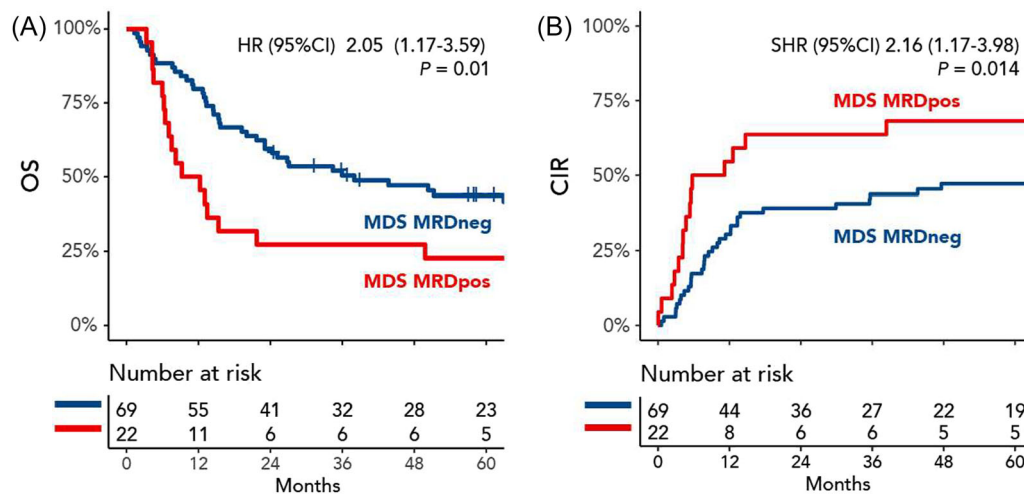 (A)
100%
75%
50%
25%
0%
OS
HR (95%CI) 2.05 (1.17-3.59)
P = 0.01
MDS MRDneg
MDS MRDpos
Number at risk
69 55 41 32 28 23
22 11 6 6 6 5
0 12 24 36 48 60
Months
(B)
100%
75%
50%
25%
0%
CIR
SHR (95%CI) 2.16 (1.17-3.98)
P = 0.014
MDS MRDpos
MDS MRDneg
Number at risk
69 44 36 27 22 19
22 8 6 6 5 5
0 12 24 36 48 60
Months